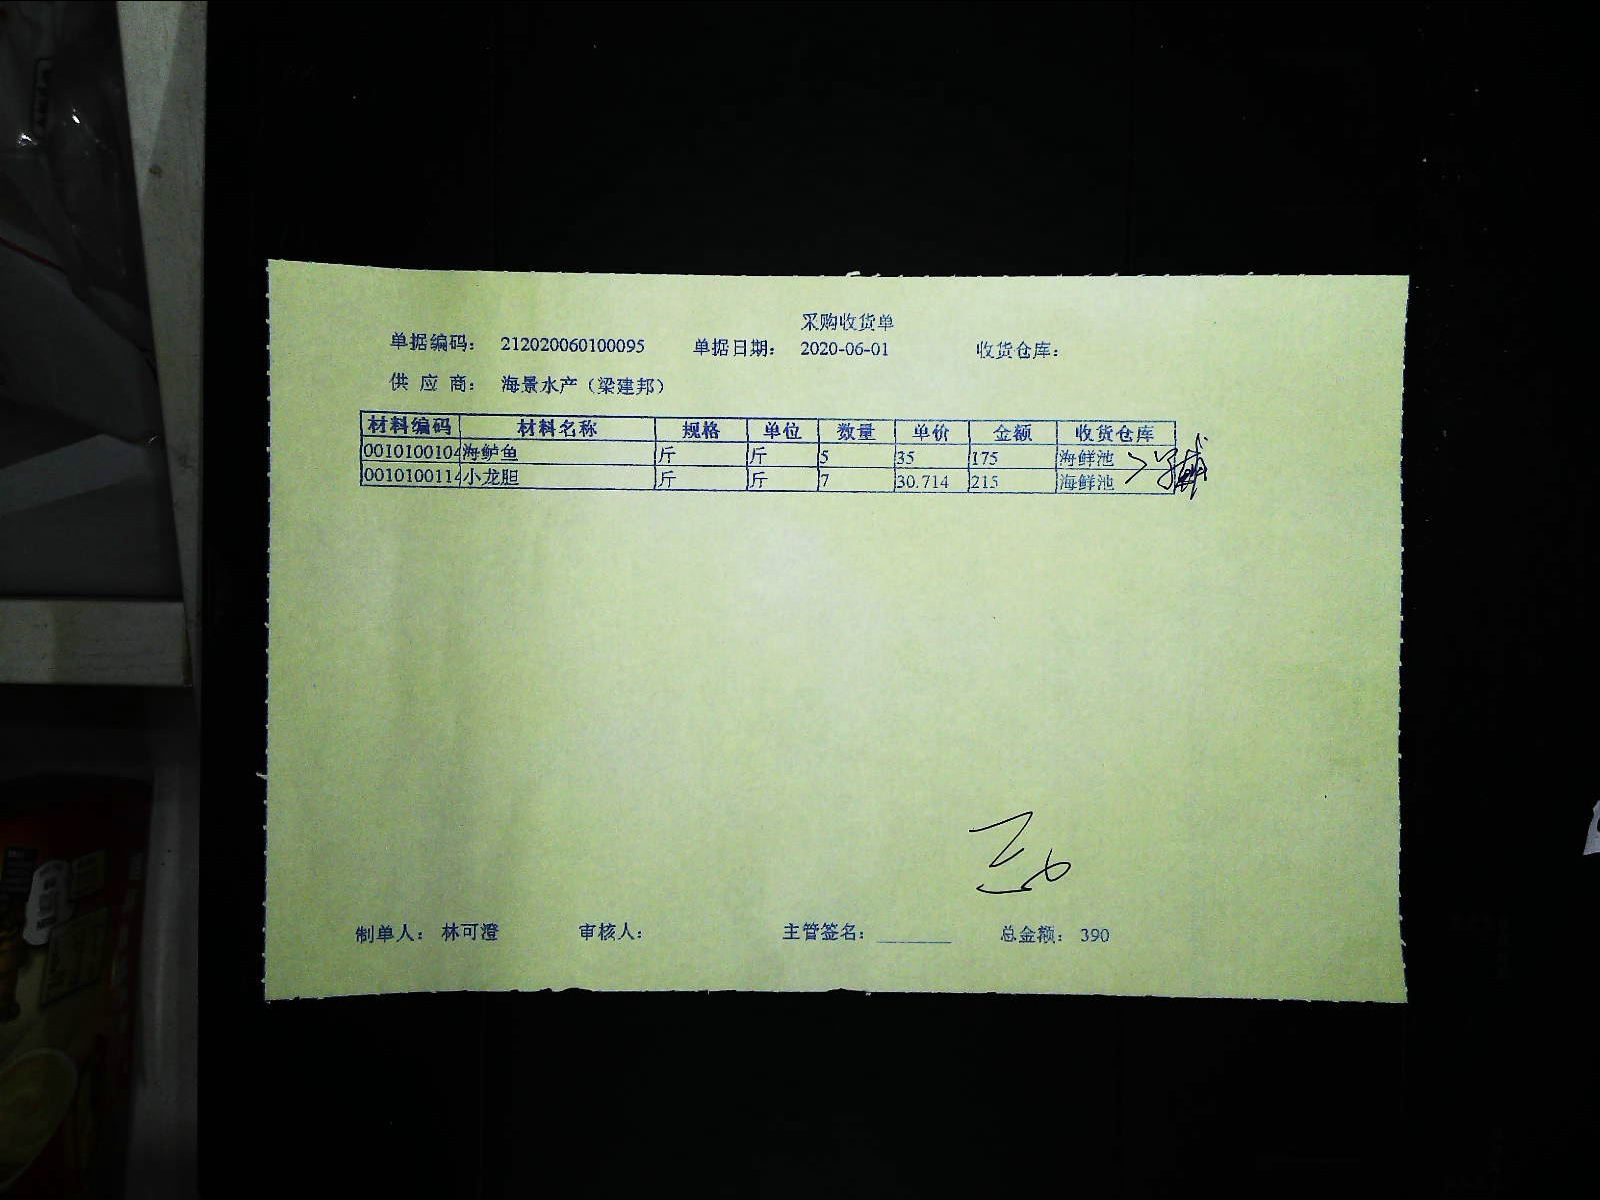 采购收货单
单据编码： 212020060100095 单据日期： 2020-06-01 收货仓库：
供 应 商： 海景水产（梁建邦）
材料编码 材料名称 规格 单位 数量 单价 金额 收货仓库
0010100104 海鲈鱼 斤 斤 5 35 175 海鲜池
0010100114 小龙胆 斤 斤 7 30.714 215 海鲜池
制单人： 林可澄 审核人： 主管签名： 总金额： 390